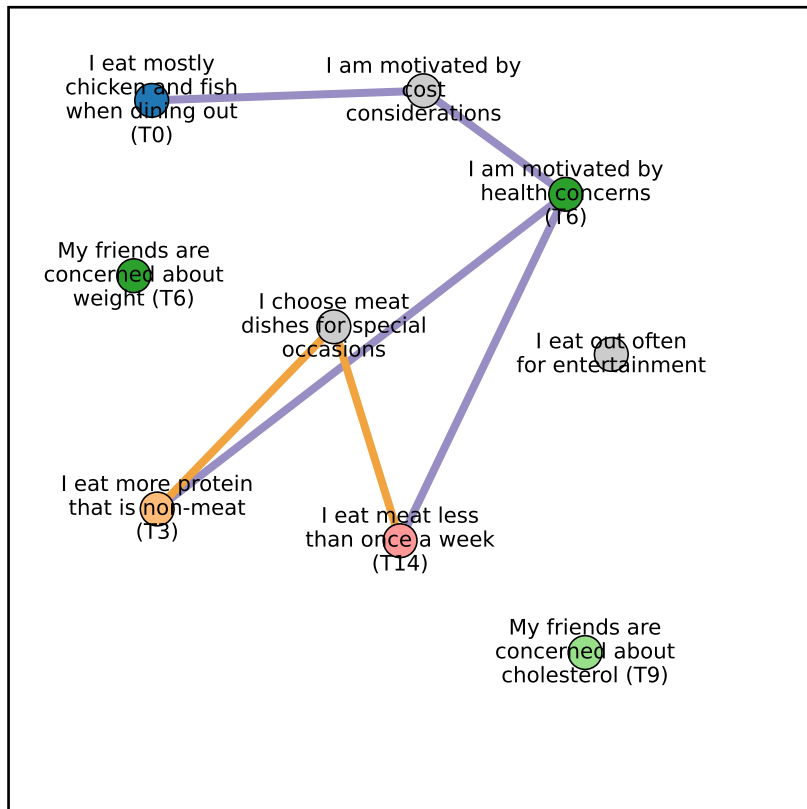 I eat mostly
chicken and fish
when dining out
(T0)
I am motivated by
cost
considerations
I am motivated by
health concerns
(T6)
My friends are
concerned about
weight (T6)
I choose meat
dishes for special
occasions
I eat out often
for entertainment
I eat more protein
that is non-meat
(T3)
I eat meat less
than once a week
(T14)
My friends are
concerned about
cholesterol (T9)